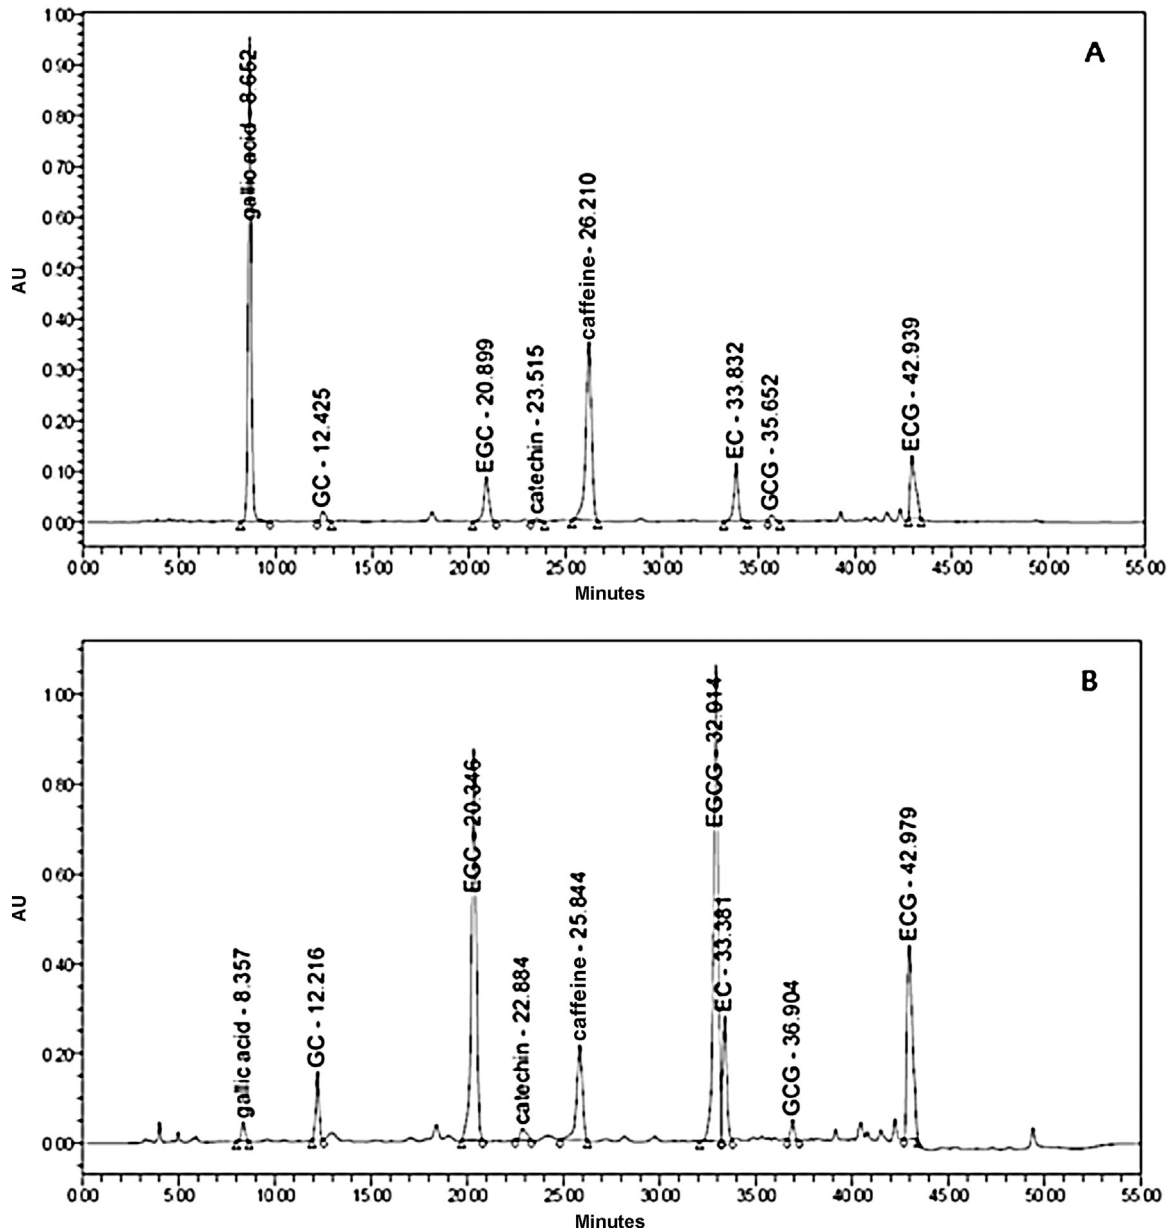 A
1.00
0.90
0.80
0.70
0.60
0.50
0.40
0.30
0.20
0.10
0.00
AU
gallic acid - 8.652
GC - 12.425
EGC - 20.899
catechin - 23.515
caffeine- 26.210
EC - 33.832
GCG - 35.652
ECG - 42.939
0.00 5.00 10.00 15.00 20.00 25.00 30.00 35.00 40.00 45.00 50.00 55.00
Minutes
B
1.00
0.80
0.60
0.40
0.20
0.00
AU
gallic acid - 8.357
GC - 12.216
EGC - 20.346
catechin - 22.884
caffeine - 25.844
EGCG - 32.914
EC - 33.381
GCG - 36.904
ECG - 42.979
0.00 5.00 10.00 15.00 20.00 25.00 30.00 35.00 40.00 45.00 50.00 55.00
Minutes